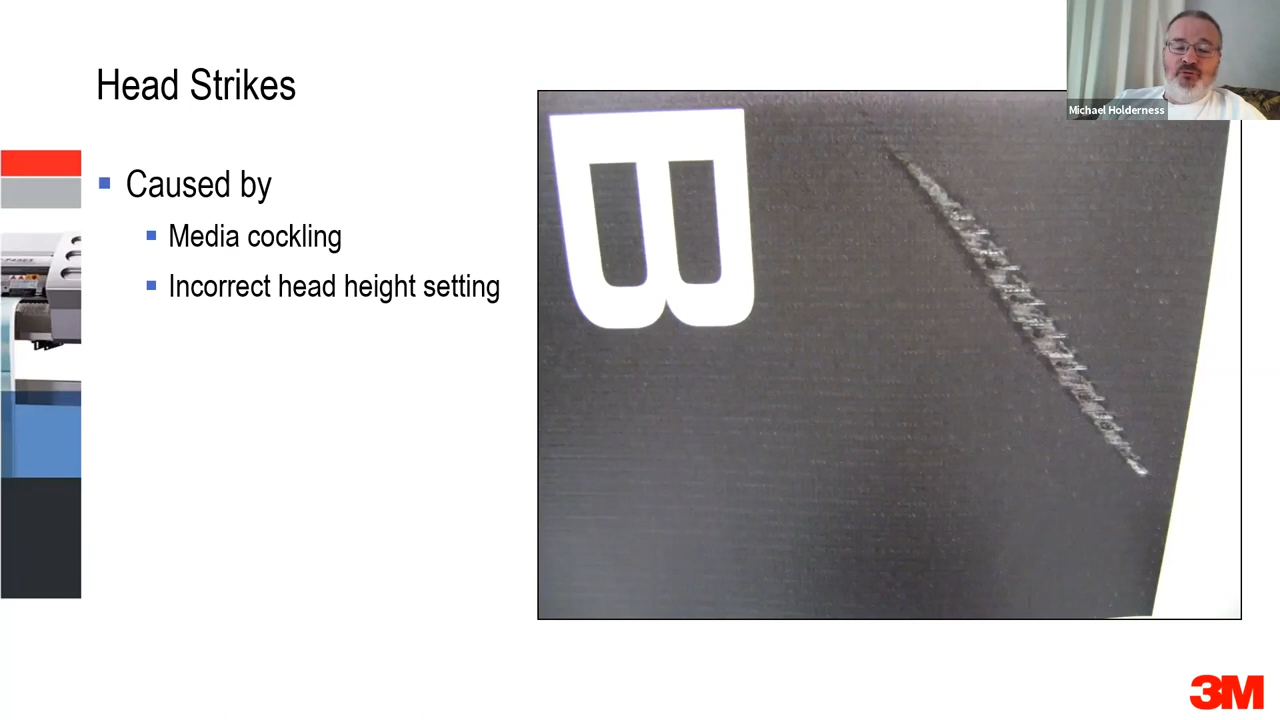 Head Strikes
Caused by
Media cockling
Incorrect head height setting
B
Michael Holderness
3M